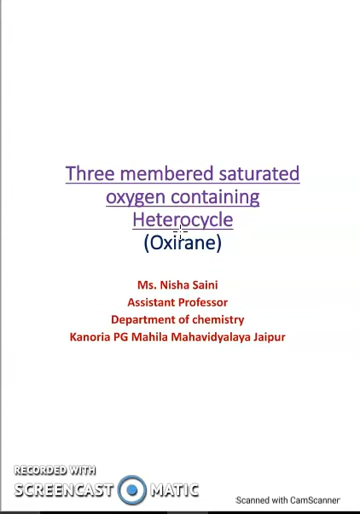 Three membered saturated
oxygen containing
Heterocycle
(Oxirane)
Ms. Nisha Saini
Assistant Professor
Department of chemistry
Kanoria PG Mahila Mahavidyalaya Jaipur
RECORDED WITH
SCREENCAST MATIC
Scanned with CamScanner